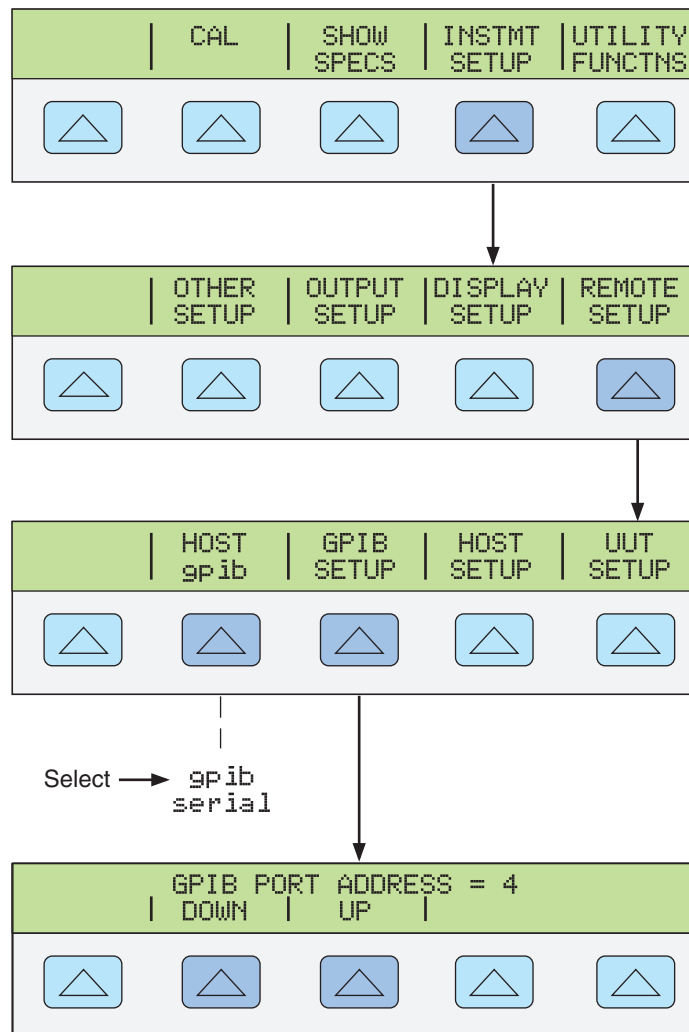 | CAL | SHOW | INSTMT | UTILITY
SPECS SETUP FUNCTNS
| OTHER | OUTPUT | DISPLAY | REMOTE
SETUP SETUP SETUP SETUP
| HOST | GPIB | HOST | UUT
gpib SETUP SETUP SETUP
Select gpib
serial
GPIB PORT ADDRESS = 4
| DOWN | UP |